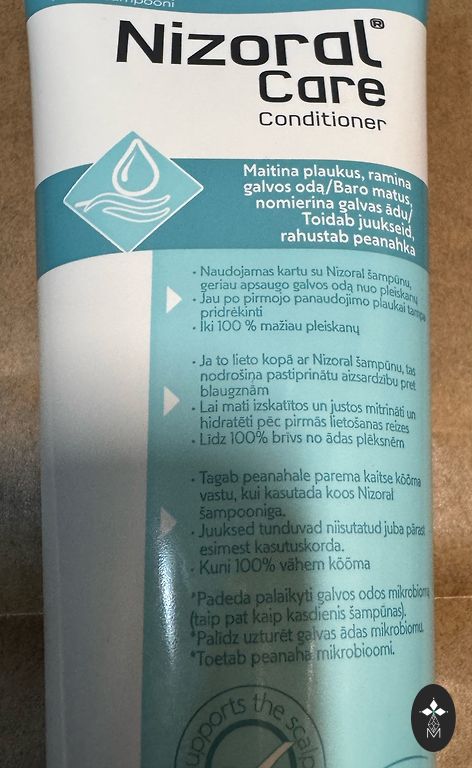 Nizoral®
Care
Conditioner
Maitina plaukus, ramina
galvos odą/Baro matus,
nomierina galvas ādu/
Toidab juukseid,
rahustab peanahka
· Naudojamas kartu su Nizoral šampūnu,
geriau apsaugo galvos odą nuo pleiskanų
· Jau po pirmojo panaudojimo plaukai tampa
pridrėkinti
· Iki 100 % mažiau pleiskanų
· Ja to lieto kopā ar Nizoral šampūnu, tas
nodrošina pastiprinātu aizsardzību pret
blaugznām
· Lai mati izskatītos un justos mitrināti un
hidratēti pēc pirmās lietošanas reizes
· Līdz 100% brīvs no ādas plēksnēm
· Tagab peanahale parema kaitse kõõma
vastu, kui kasutada koos Nizoral
šampooniga.
· Juuksed tunduvad niisutatud juba pärast
esimest kasutuskorda.
· Kuni 100% vähem kõõma
*Padeda palaikyti galvos odos mikrobiomą
(taip pat kaip kasdienis šampūnas).
*Palīdz uzturēt galvas ādas mikrobiomu.
*Toetab peanaha mikrobioomi.
supports the scalp
M